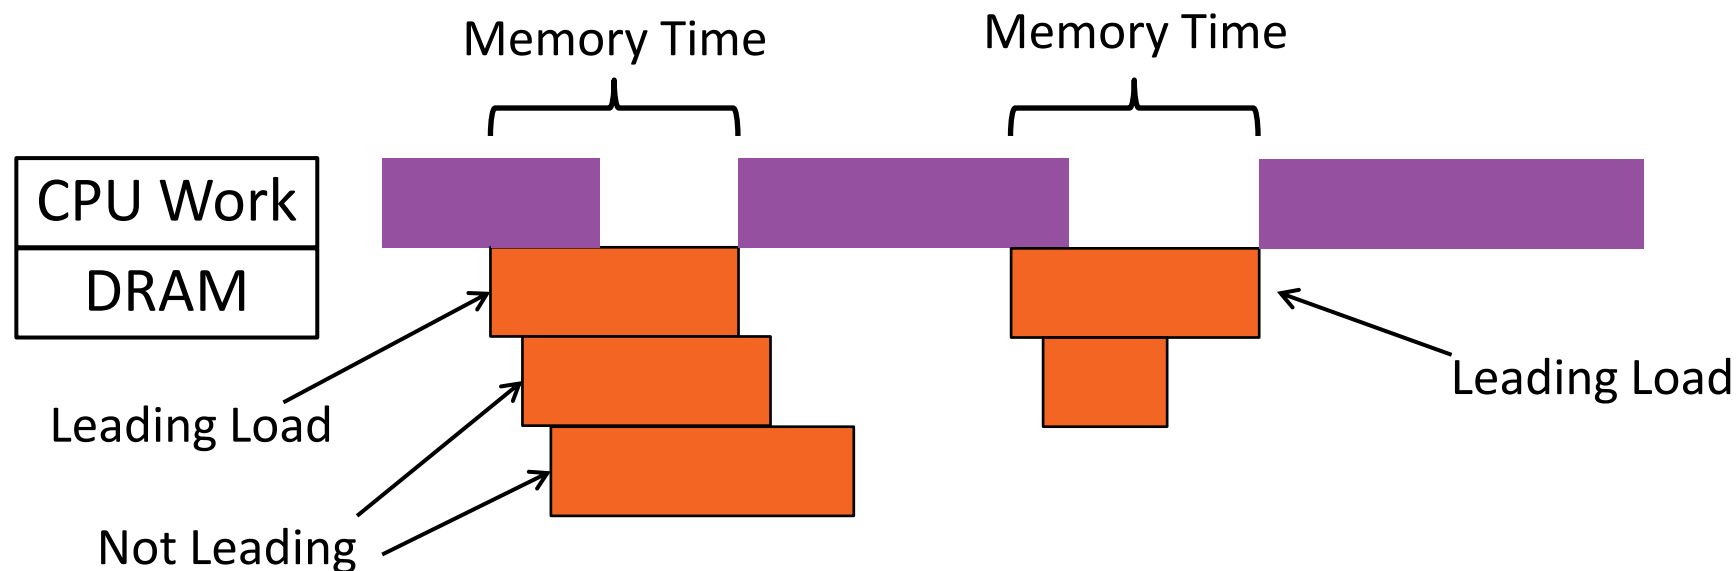 Memory Time
Memory Time
CPU Work
DRAM
Leading Load
Leading Load
Not Leading